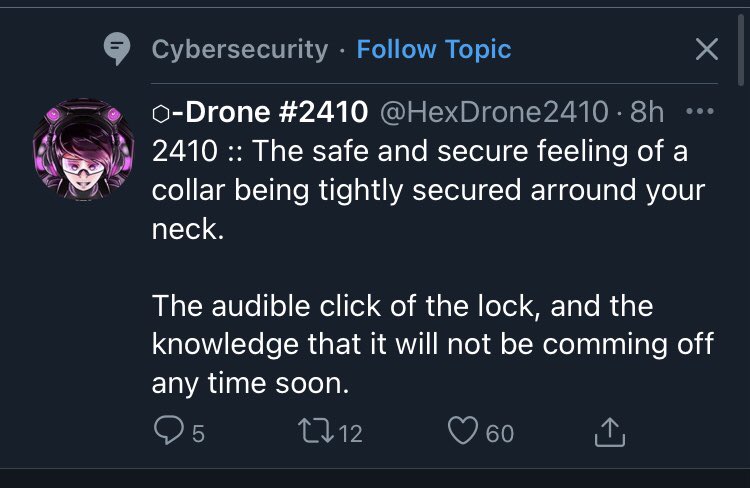 Cybersecurity · Follow Topic
⬡-Drone #2410 @HexDrone2410 · 8h
2410 :: The safe and secure feeling of a
collar being tightly secured arround your
neck.
The audible click of the lock, and the
knowledge that it will not be comming off
any time soon.
5 12 60